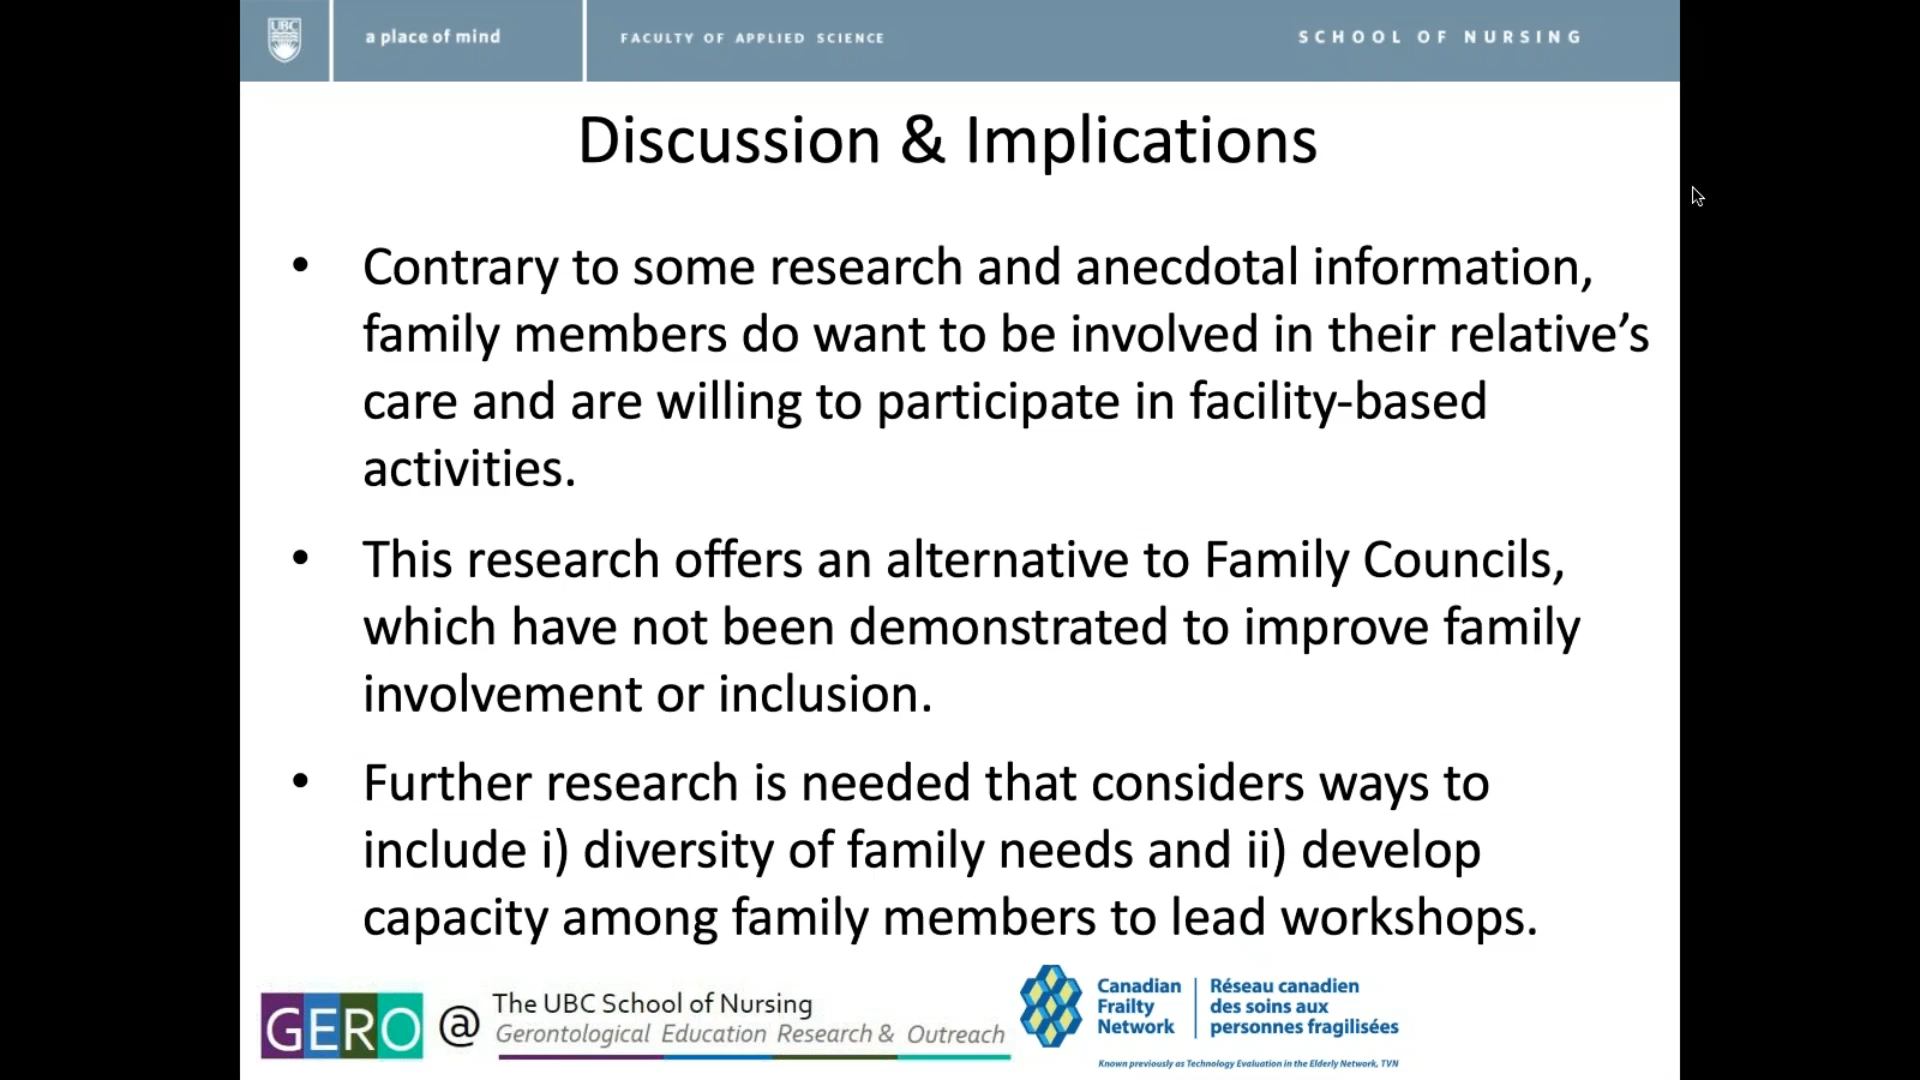 UBC
a place of mind
FACULTY OF APPLIED SCIENCE
SCHOOL OF NURSING
Discussion & Implications
• Contrary to some research and anecdotal information,
family members do want to be involved in their relative’s
care and are willing to participate in facility-based
activities.
• This research offers an alternative to Family Councils,
which have not been demonstrated to improve family
involvement or inclusion.
• Further research is needed that considers ways to
include i) diversity of family needs and ii) develop
capacity among family members to lead workshops.
GERO @
The UBC School of Nursing
Gerontological Education Research & Outreach
Canadian
Frailty
Network
Réseau canadien
des soins aux
personnes fragilisées
Known previously as Technology Evaluation in the Elderly Network, TVN